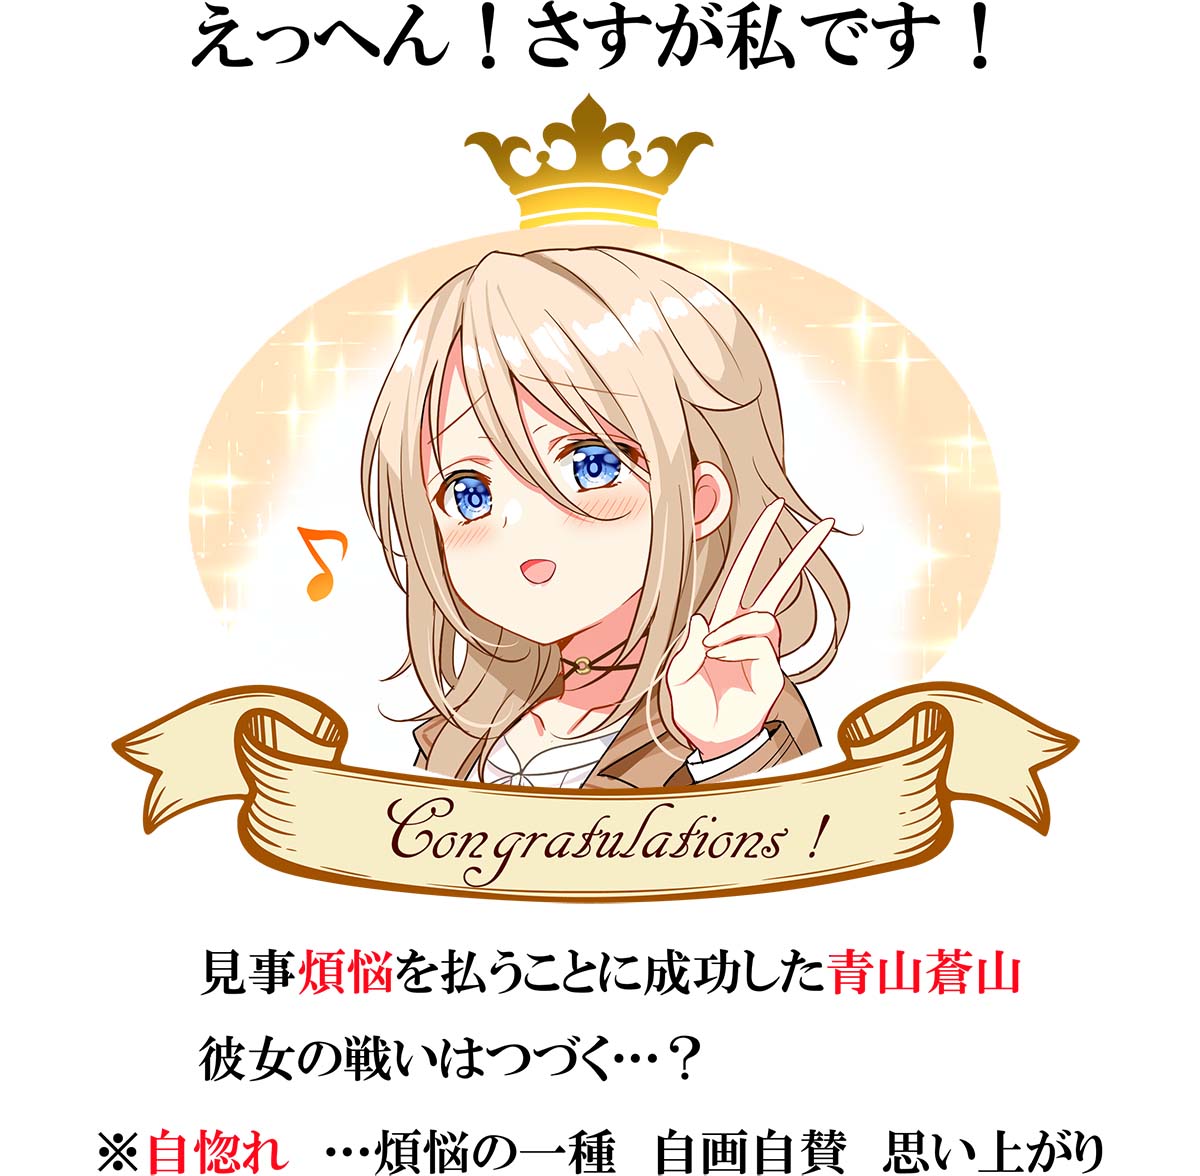 えっへん！さすが私です！
Congratulations !
見事煩悩を払うことに成功した青山蒼山
彼女の戦いはつづく…？
※自惚れ　…煩悩の一種　自画自賛　思い上がり